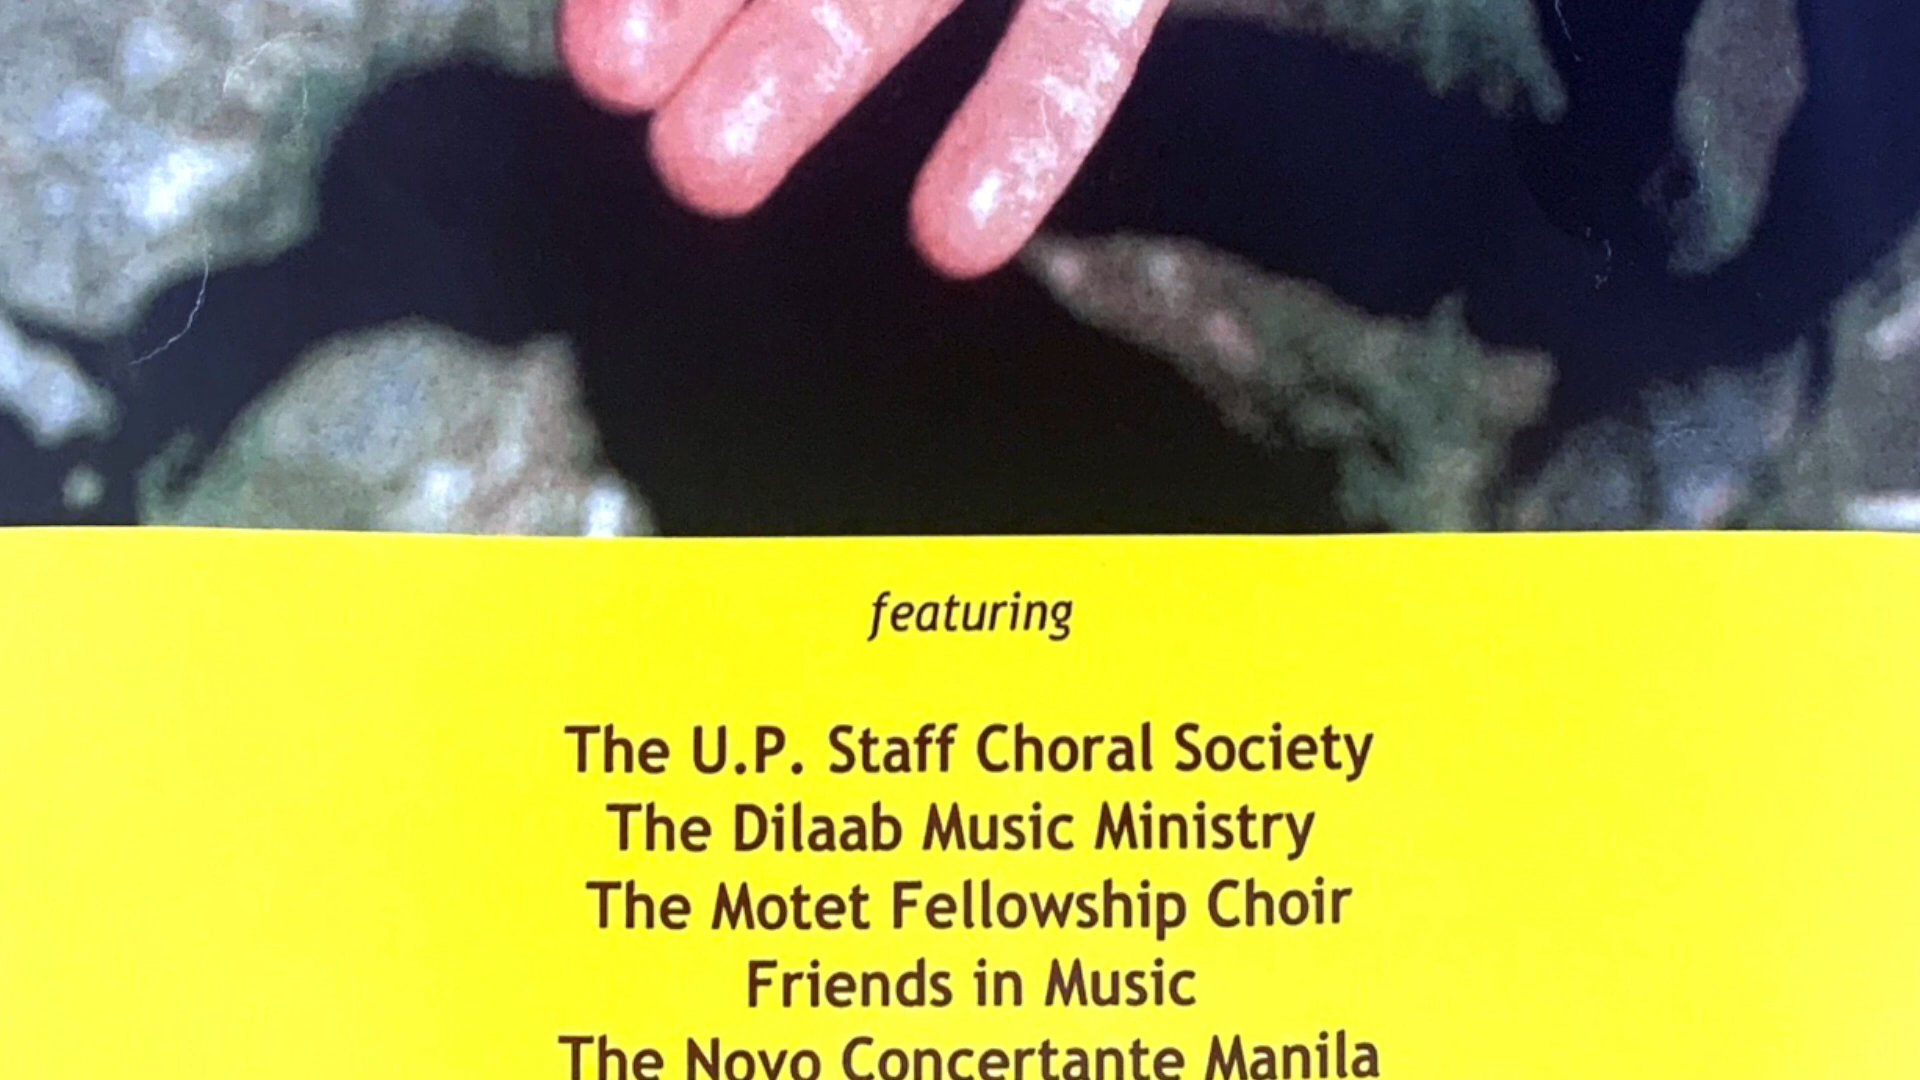 featuring
The U.P. Staff Choral Society
The Dilaab Music Ministry
The Motet Fellowship Choir
Friends in Music
The Novo Concertante Manila